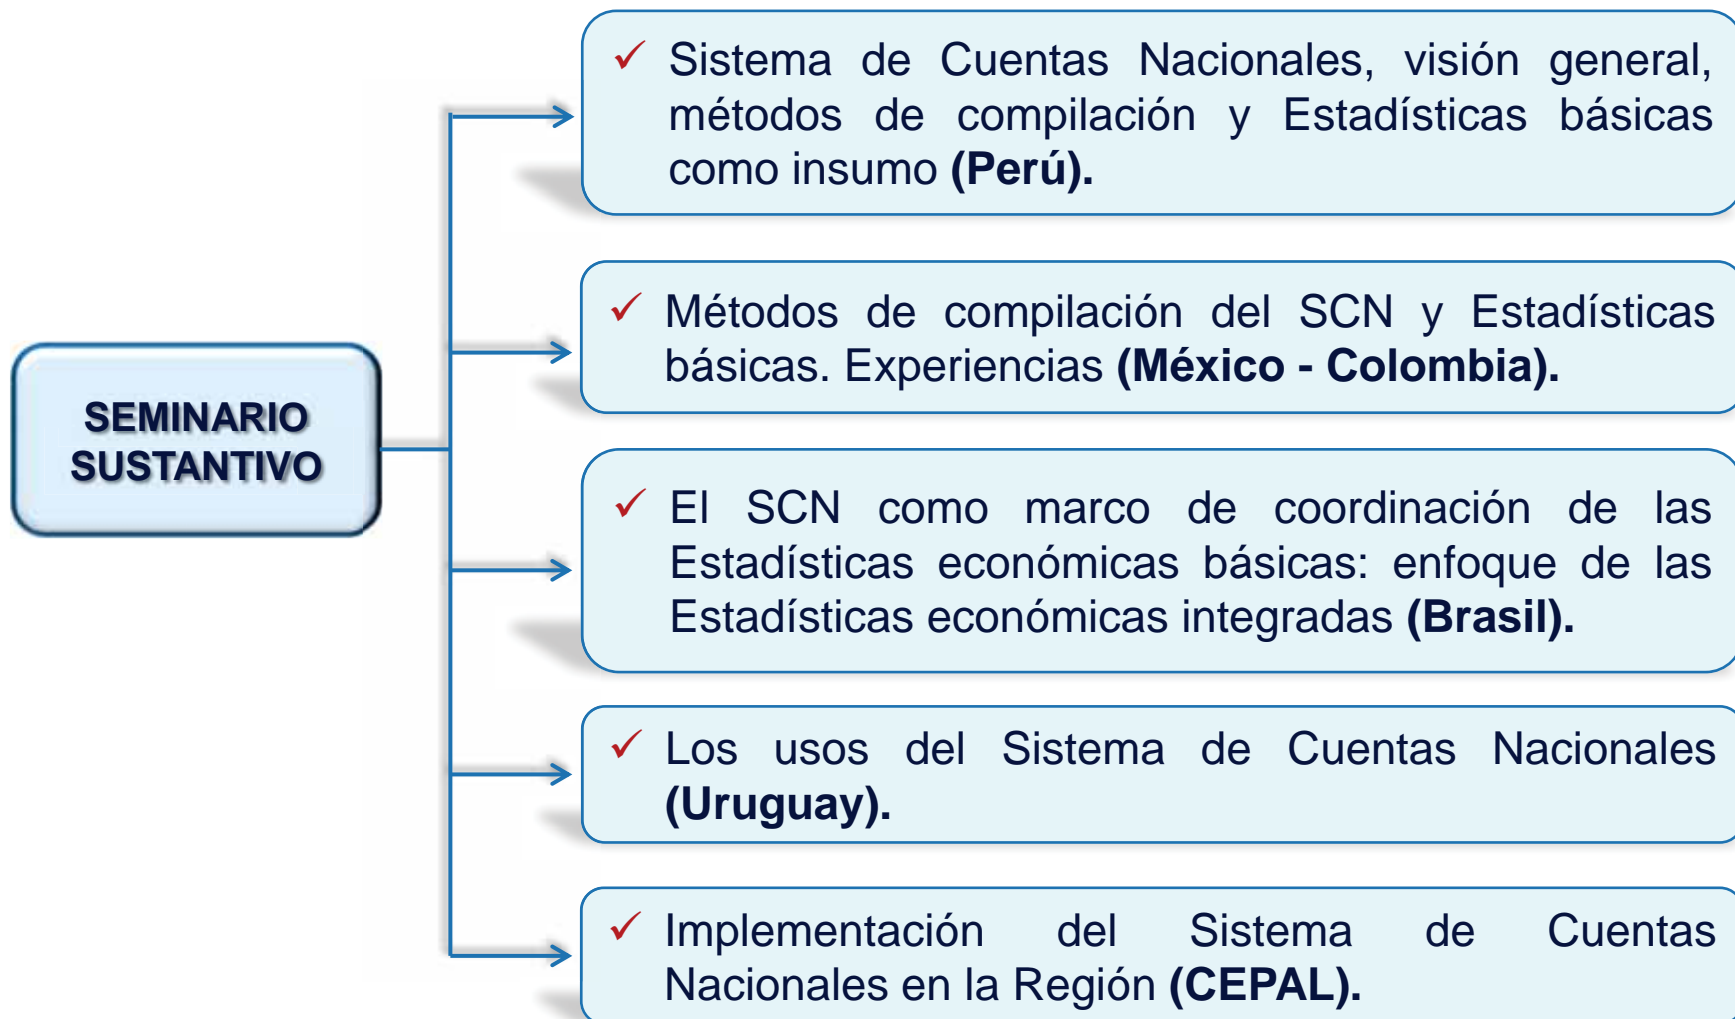 SEMINARIO
SUSTANTIVO
✓ Sistema de Cuentas Nacionales, visión general,
métodos de compilación y Estadísticas básicas
como insumo (Perú).
✓ Métodos de compilación del SCN y Estadísticas
básicas. Experiencias (México - Colombia).
✓ El SCN como marco de coordinación de las
Estadísticas económicas básicas: enfoque de las
Estadísticas económicas integradas (Brasil).
✓ Los usos del Sistema de Cuentas Nacionales
(Uruguay).
✓ Implementación del Sistema de Cuentas
Nacionales en la Región (CEPAL).